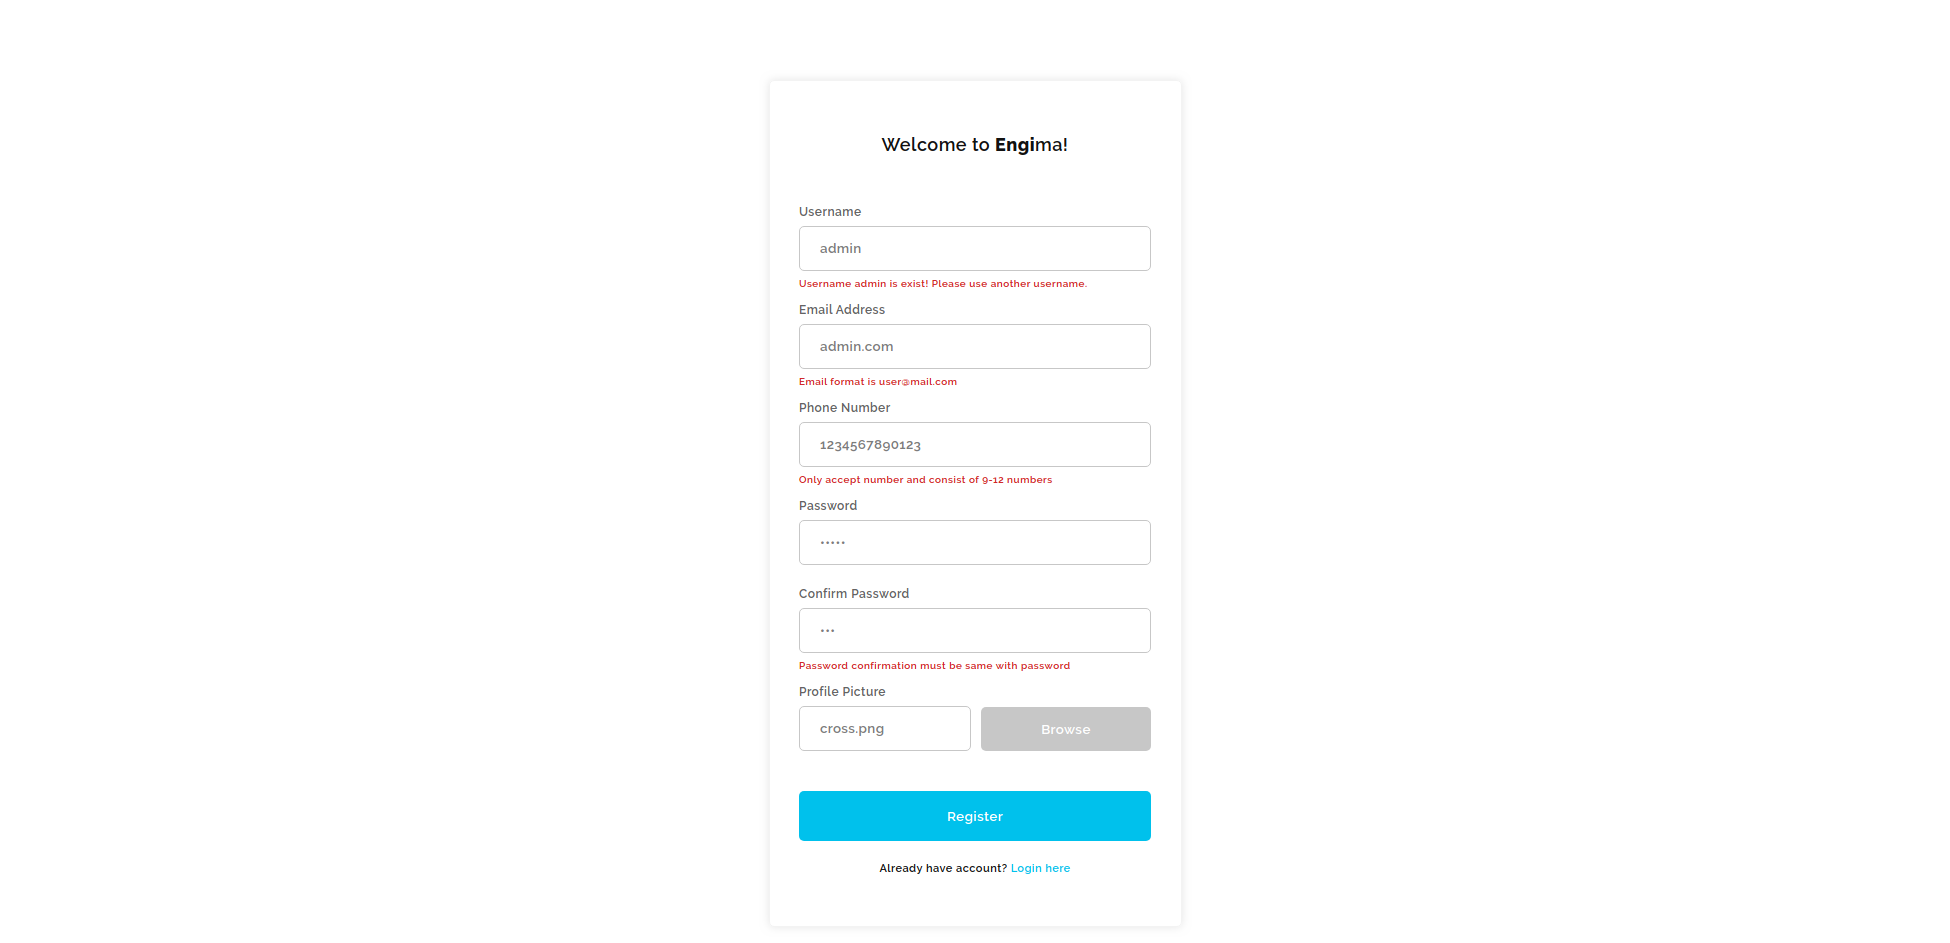 Welcome to Engima!
Username
admin
Username admin is exist! Please use another username.
Email Address
admin.com
Email format is user@mail.com
Phone Number
1234567890123
Only accept number and consist of 9-12 numbers
Password
•••••
Confirm Password
•••
Password confirmation must be same with password
Profile Picture
cross.png
Browse
Register
Already have account? Login here